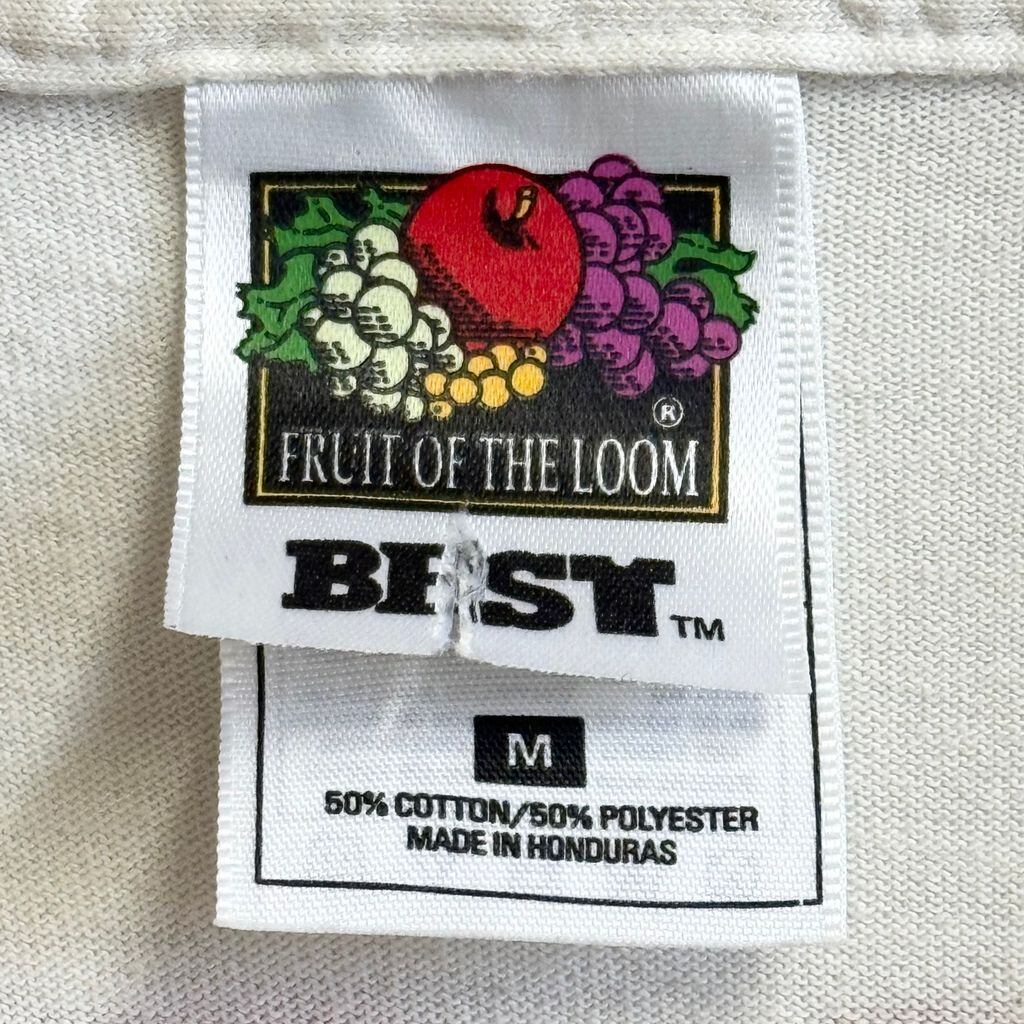 ®
FRUIT OF THE LOOM
BEST™
M
50% COTTON/50% POLYESTER
MADE IN HONDURAS